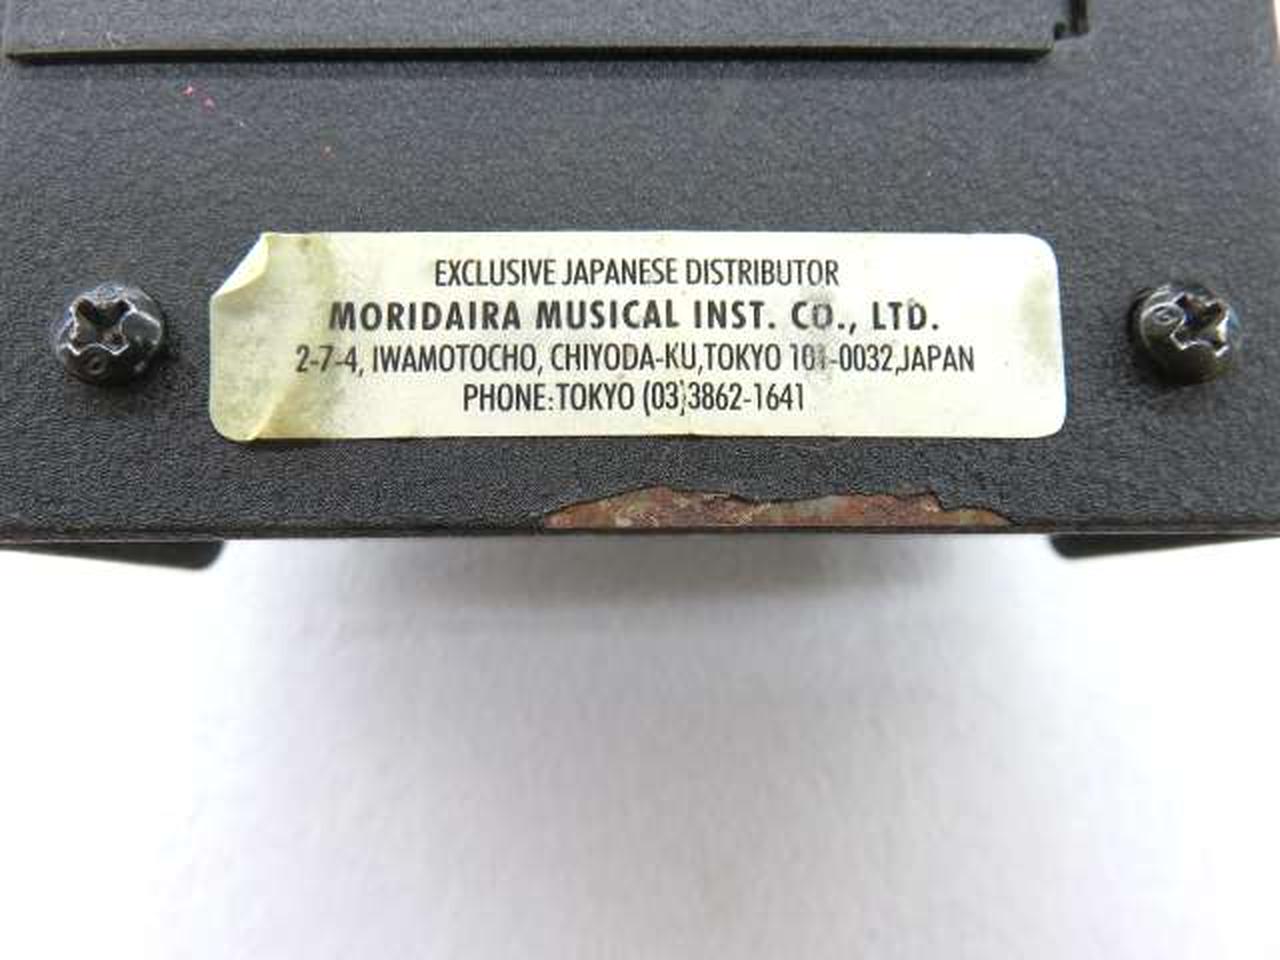 EXCLUSIVE JAPANESE DISTRIBUTOR
MORIDAIRA MUSICAL INST. CO., LTD.
2-7-4, IWAMOTOCHO, CHIYODA-KU,TOKYO 101-0032,JAPAN
PHONE:TOKYO (03)3862-1641